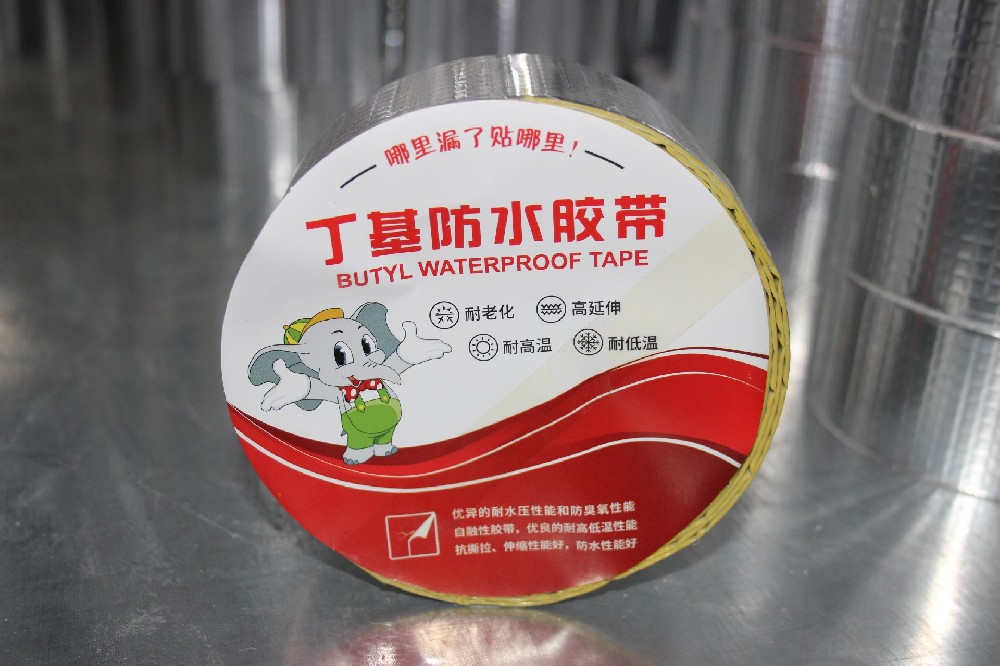 哪里漏了贴哪里！
丁基防水胶带
BUTYL WATERPROOF TAPE
耐老化 高延伸
耐高温 耐低温
优异的耐水压性能和防臭氧性能
自融性胶带，优良的耐高低温性能
抗撕拉、伸缩性能好，防水性能好